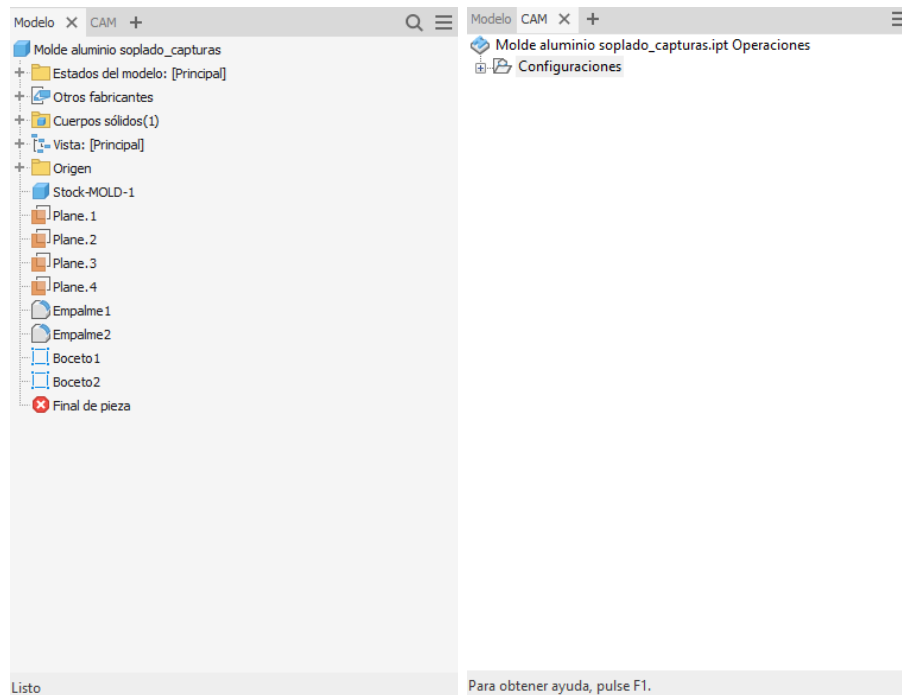 Modelo CAM
Molde aluminio soplado_capturas
Estados del modelo: [Principal]
Otros fabricantes
Cuerpos sólidos(1)
Vista: [Principal]
Origen
Stock-MOLD-1
Plane.1
Plane.2
Plane.3
Plane.4
Empalme1
Empalme2
Boceto1
Boceto2
Final de pieza
Listo
Modelo CAM
Molde aluminio soplado_capturas.ipt Operaciones
Configuraciones
Para obtener ayuda, pulse F1.